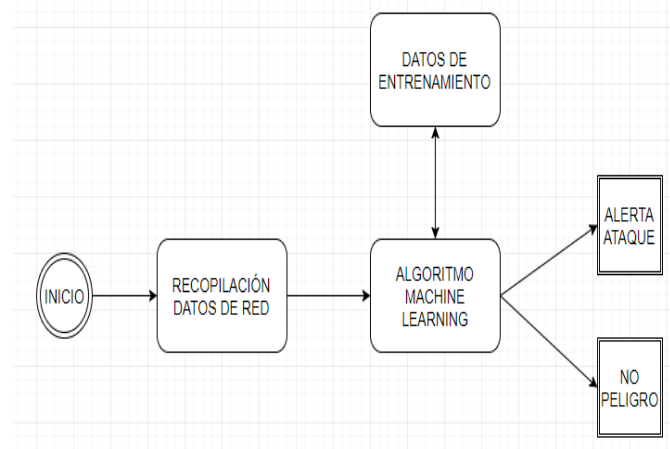 DATOS DE
ENTRENAMIENTO
INICIO
RECOPILACIÓN
DATOS DE RED
ALGORITMO
MACHINE
LEARNING
ALERTA
ATAQUE
NO
PELIGRO